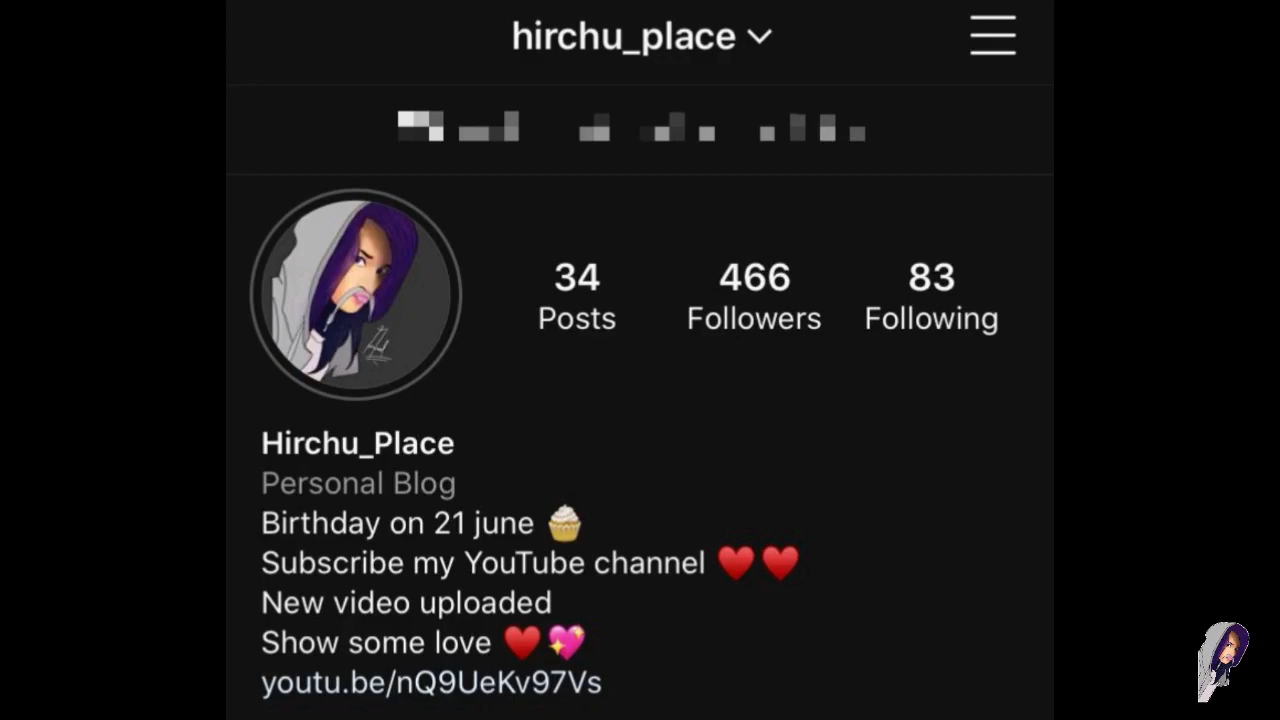 hirchu_place
34
466
83
Posts
Followers
Following
Hirchu_Place
Personal Blog
Birthday on 21 june 🧁
Subscribe my YouTube channel ♥️♥️
New video uploaded
Show some love ♥️💖
youtu.be/nQ9UeKv97Vs